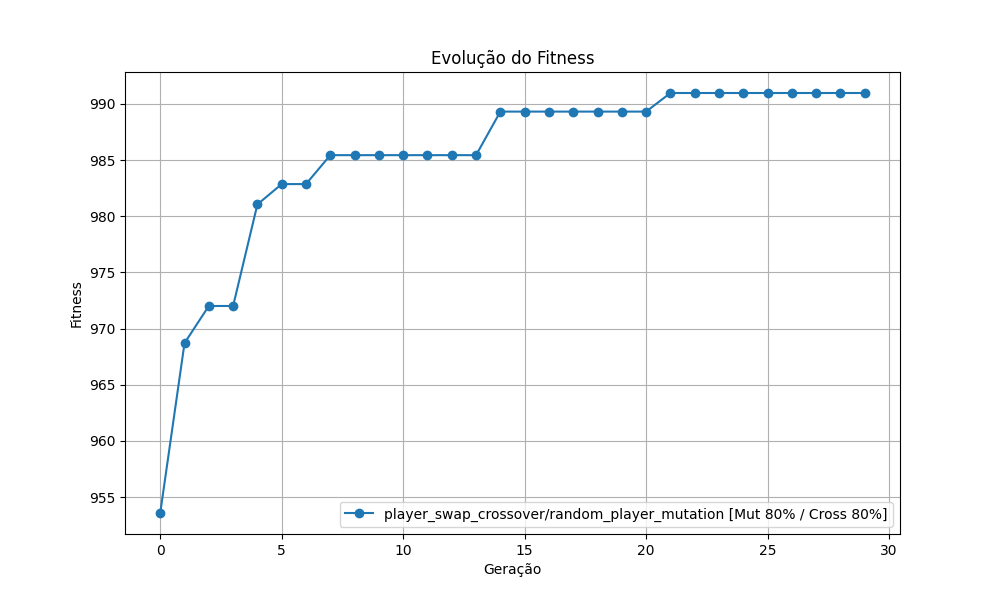 Evolução do Fitness
Fitness
990
985
980
975
970
965
960
955
player_swap_crossover/random_player_mutation [Mut 80% / Cross 80%]
0 5 10 15 20 25 30
Geração